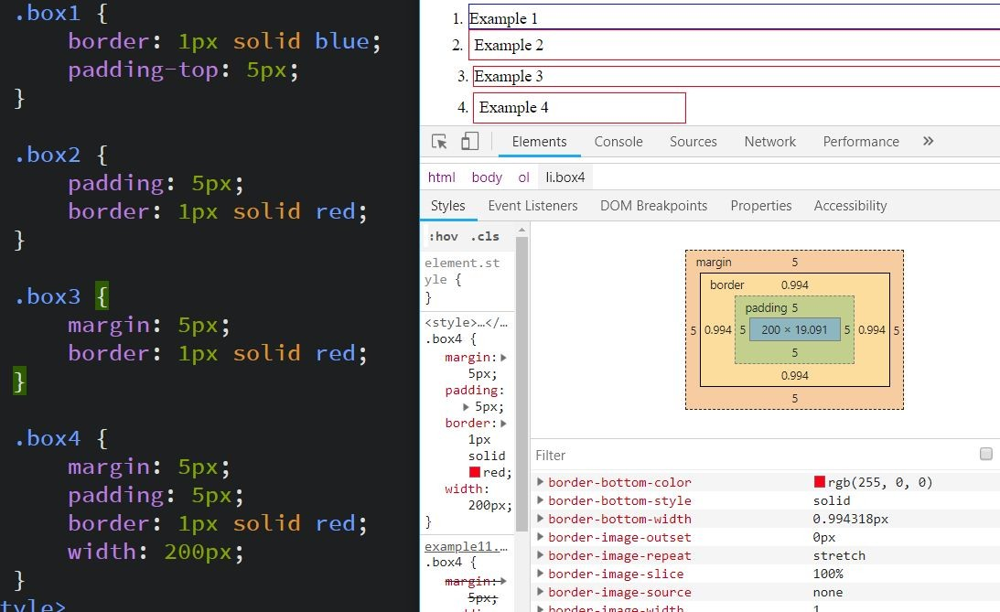 .box1 {
border: 1px solid blue;
padding-top: 5px;
}
.box2 {
padding: 5px;
border: 1px solid red;
}
.box3 {
margin: 5px;
border: 1px solid red;
}
.box4 {
margin: 5px;
padding: 5px;
border: 1px solid red;
width: 200px;
}
tyle>
1. Example 1
2. Example 2
3. Example 3
4. Example 4
Elements Console Sources Network Performance »
html body ol li.box4
Styles Event Listeners DOM Breakpoints Properties Accessibility
:hov .cls
element.st
yle {
}
<style>…</…
.box4 {
margin:
5px;
padding:
5px;
border:
1px
solid
red;
width:
200px;
}
example11.…
.box4 {
margin:
5px;
margin 5
border 0.994
padding 5
5 0.994 5 200 × 19.091 5 0.994 5
5
0.994
5
Filter
border-bottom-color rgb(255, 0, 0)
border-bottom-style solid
border-bottom-width 0.994318px
border-image-outset 0px
border-image-repeat stretch
border-image-slice 100%
border-image-source none
border-image-width 1